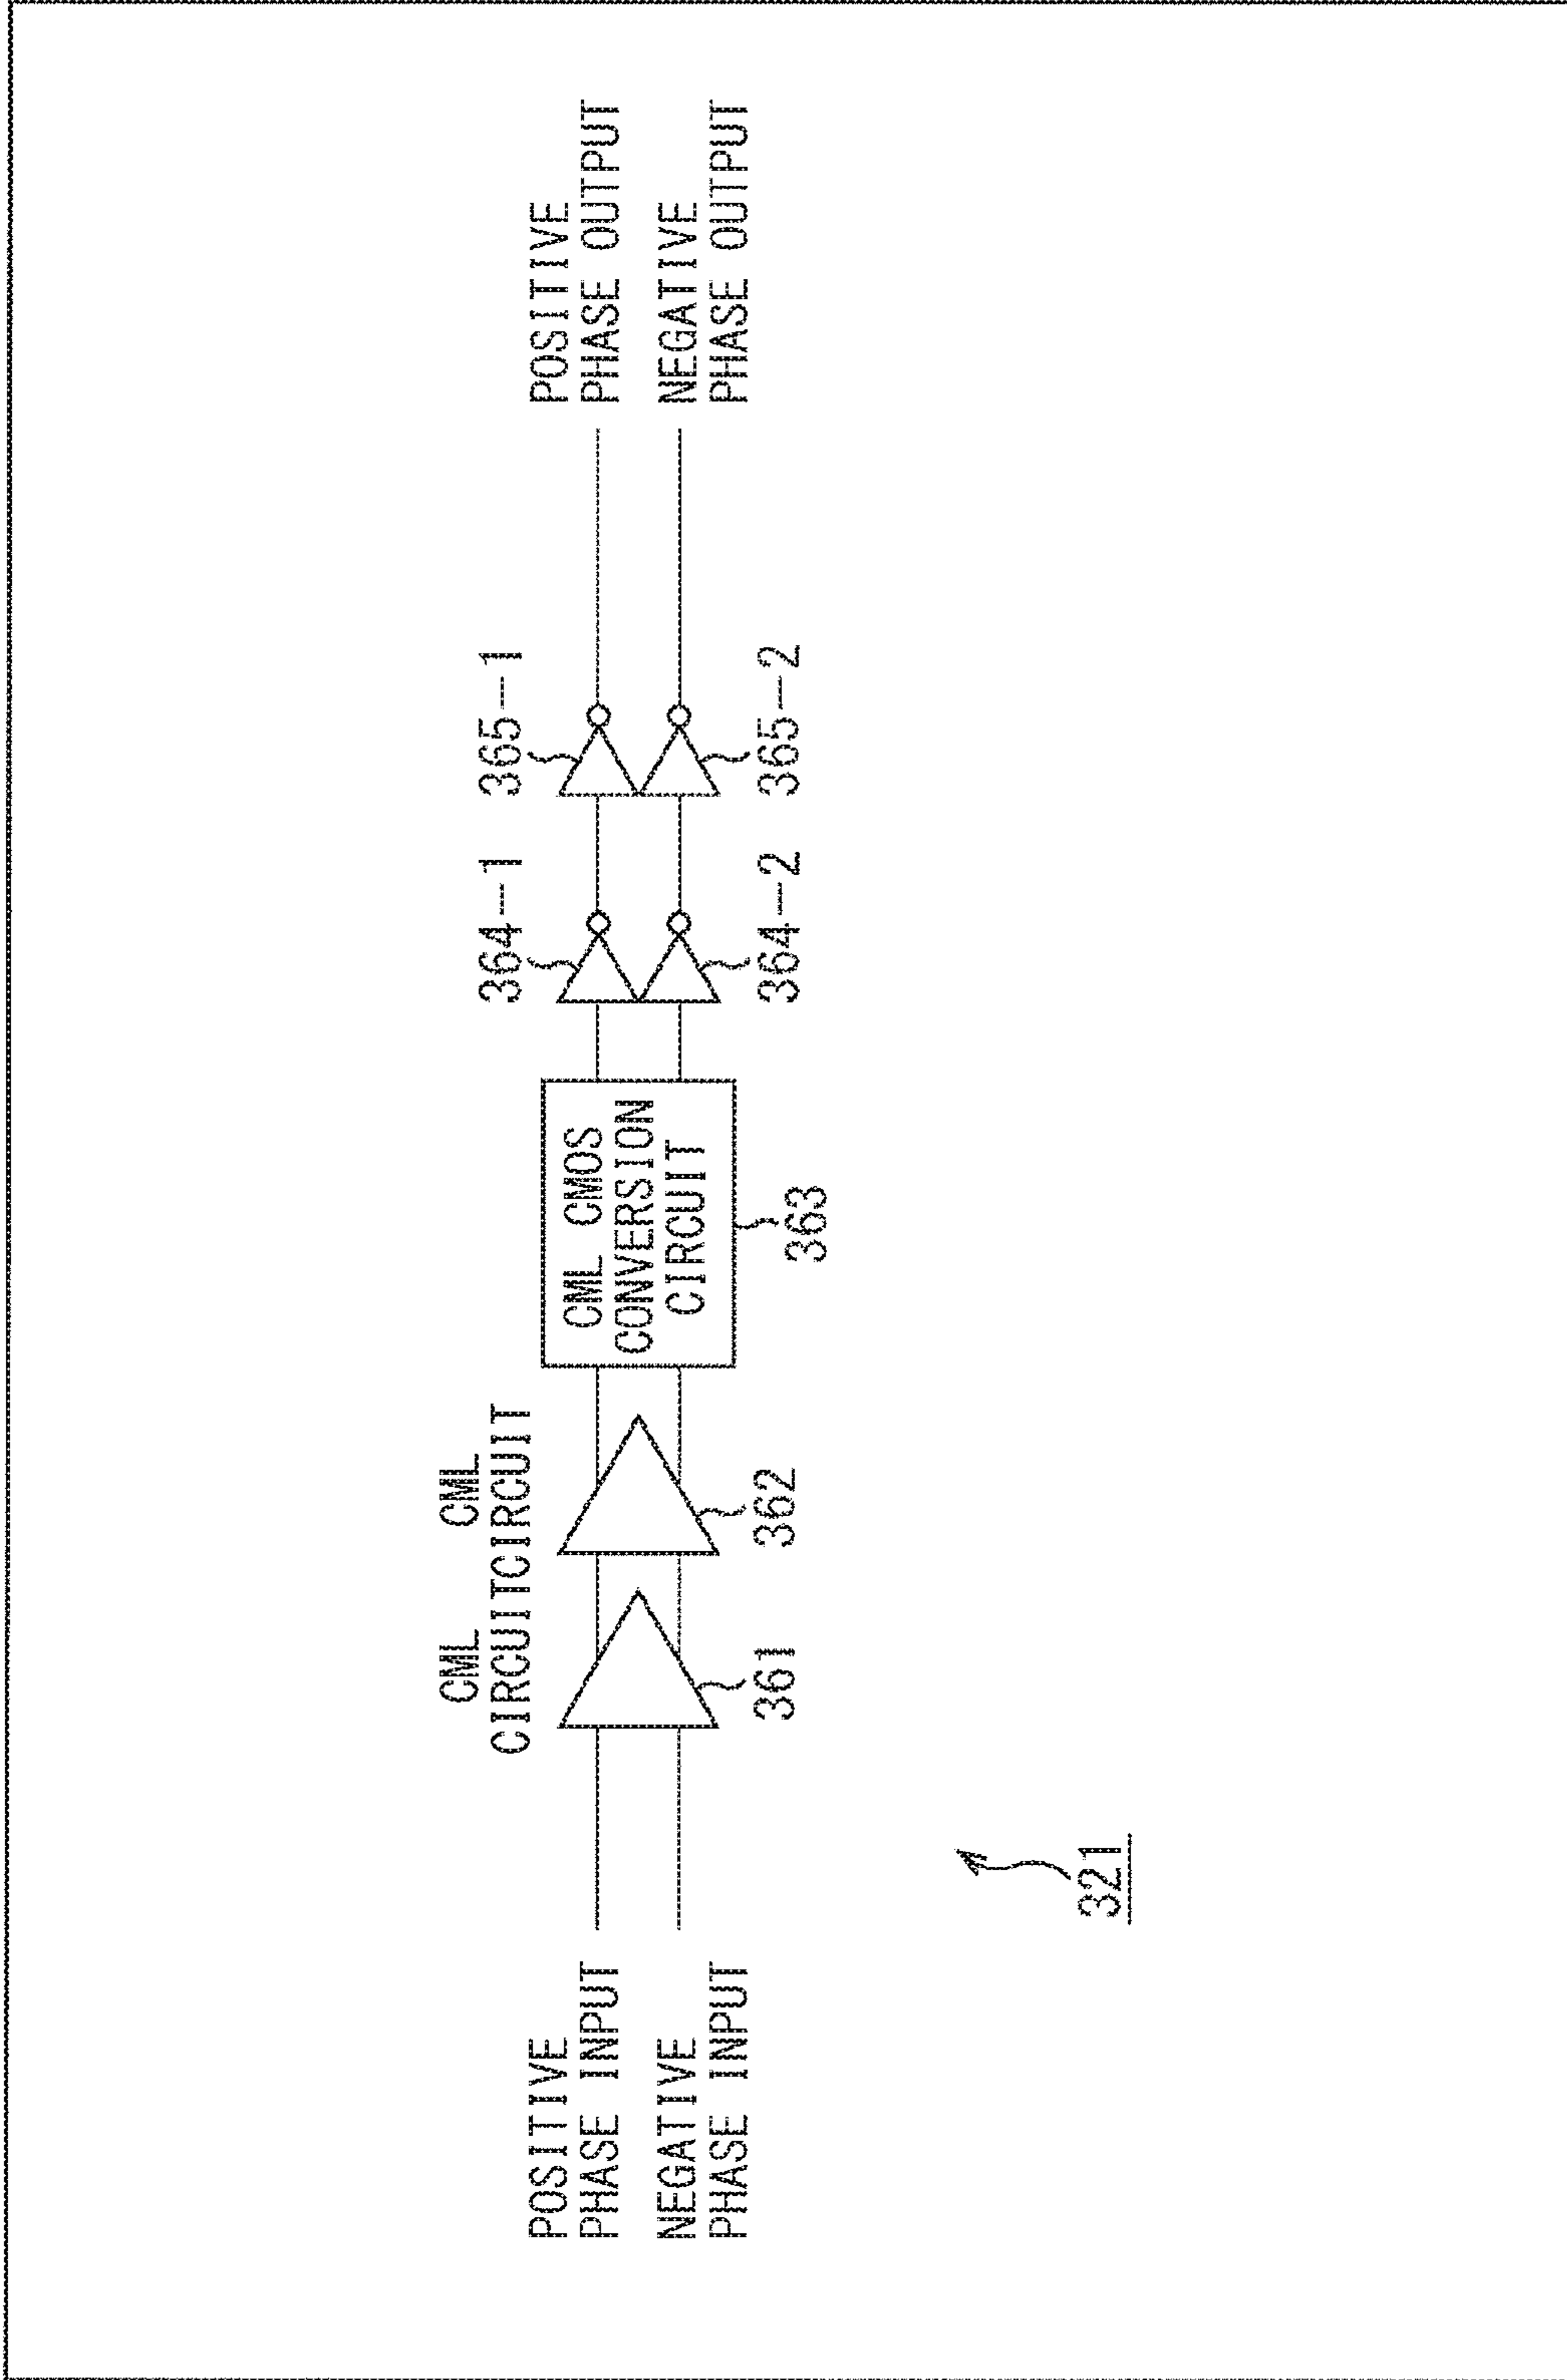 POSITIVE
PHASE INPUT
NEGATIVE
PHASE INPUT
CML
CIRCUIT
CML
CIRCUIT
361
362
CML CMOS
CONVERSION
CIRCUIT
363
364-1
364-2
365-1
365-2
POSITIVE
PHASE OUTPUT
NEGATIVE
PHASE OUTPUT
321